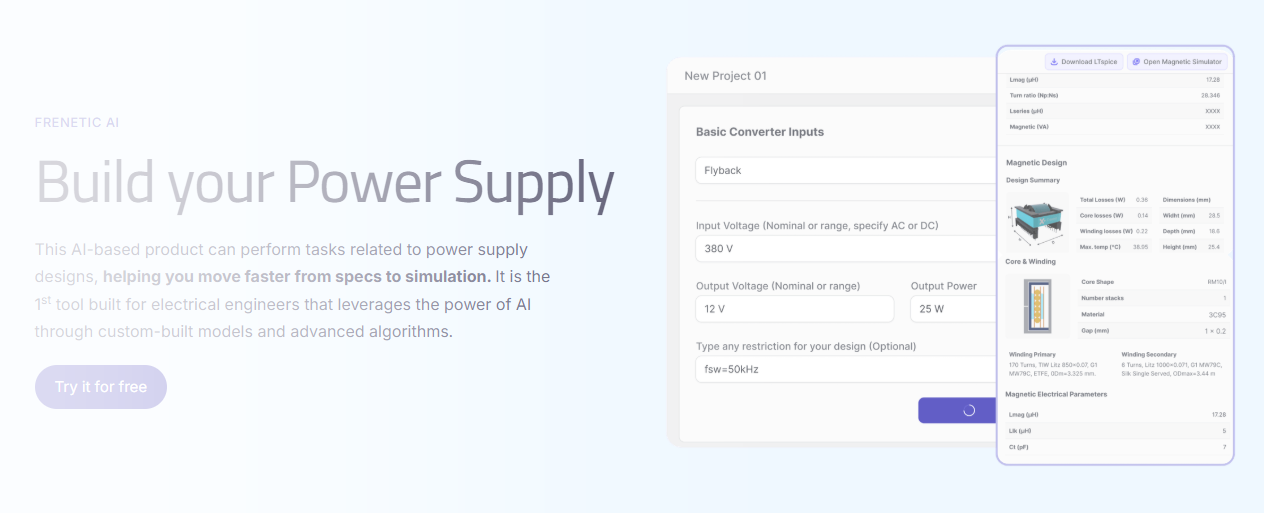 FRENETIC AI
Build your Power Supply
This AI-based product can perform tasks related to power supply
designs, helping you move faster from specs to simulation. It is the
1st tool built for electrical engineers that leverages the power of AI
through custom-built models and advanced algorithms.
Try it for free
New Project 01
Basic Converter Inputs
Flyback
Input Voltage (Nominal or range, specify AC or DC)
380 V
Output Voltage (Nominal or range) Output Power
12 V 25 W
Type any restriction for your design (Optional)
fsw=50kHz
Download LTspice Open Magnetic Simulator
Lmag (µH) 17.28
Turn ratio (Np:Ns) 28.346
Lseries (µH) XXXX
Magnetic (VA) XXXX
Magnetic Design
Design Summary
Total Losses (W) 0.36 Dimensions (mm)
Core losses (W) 0.14 Widht (mm) 28.5
Winding losses (W) 0.22 Depth (mm) 16.6
Max. temp (°C) 38.95 Height (mm) 25.4
Core & Winding
Core Shape RM10/I
Number stacks 1
Material 3C95
Gap (mm) 1 × 0.2
Winding Primary
170 Turns, TIW Litz 850×0.07, G1
MW79C, ETFE, ODm=3.325 mm.
Winding Secondary
6 Turns, Litz 1000×0.071, G1 MW79C,
Silk Single Served, ODmax=3.44 m
Magnetic Electrical Parameters
Lmag (µH) 17.28
Llk (µH) 5
Ct (pF) 7